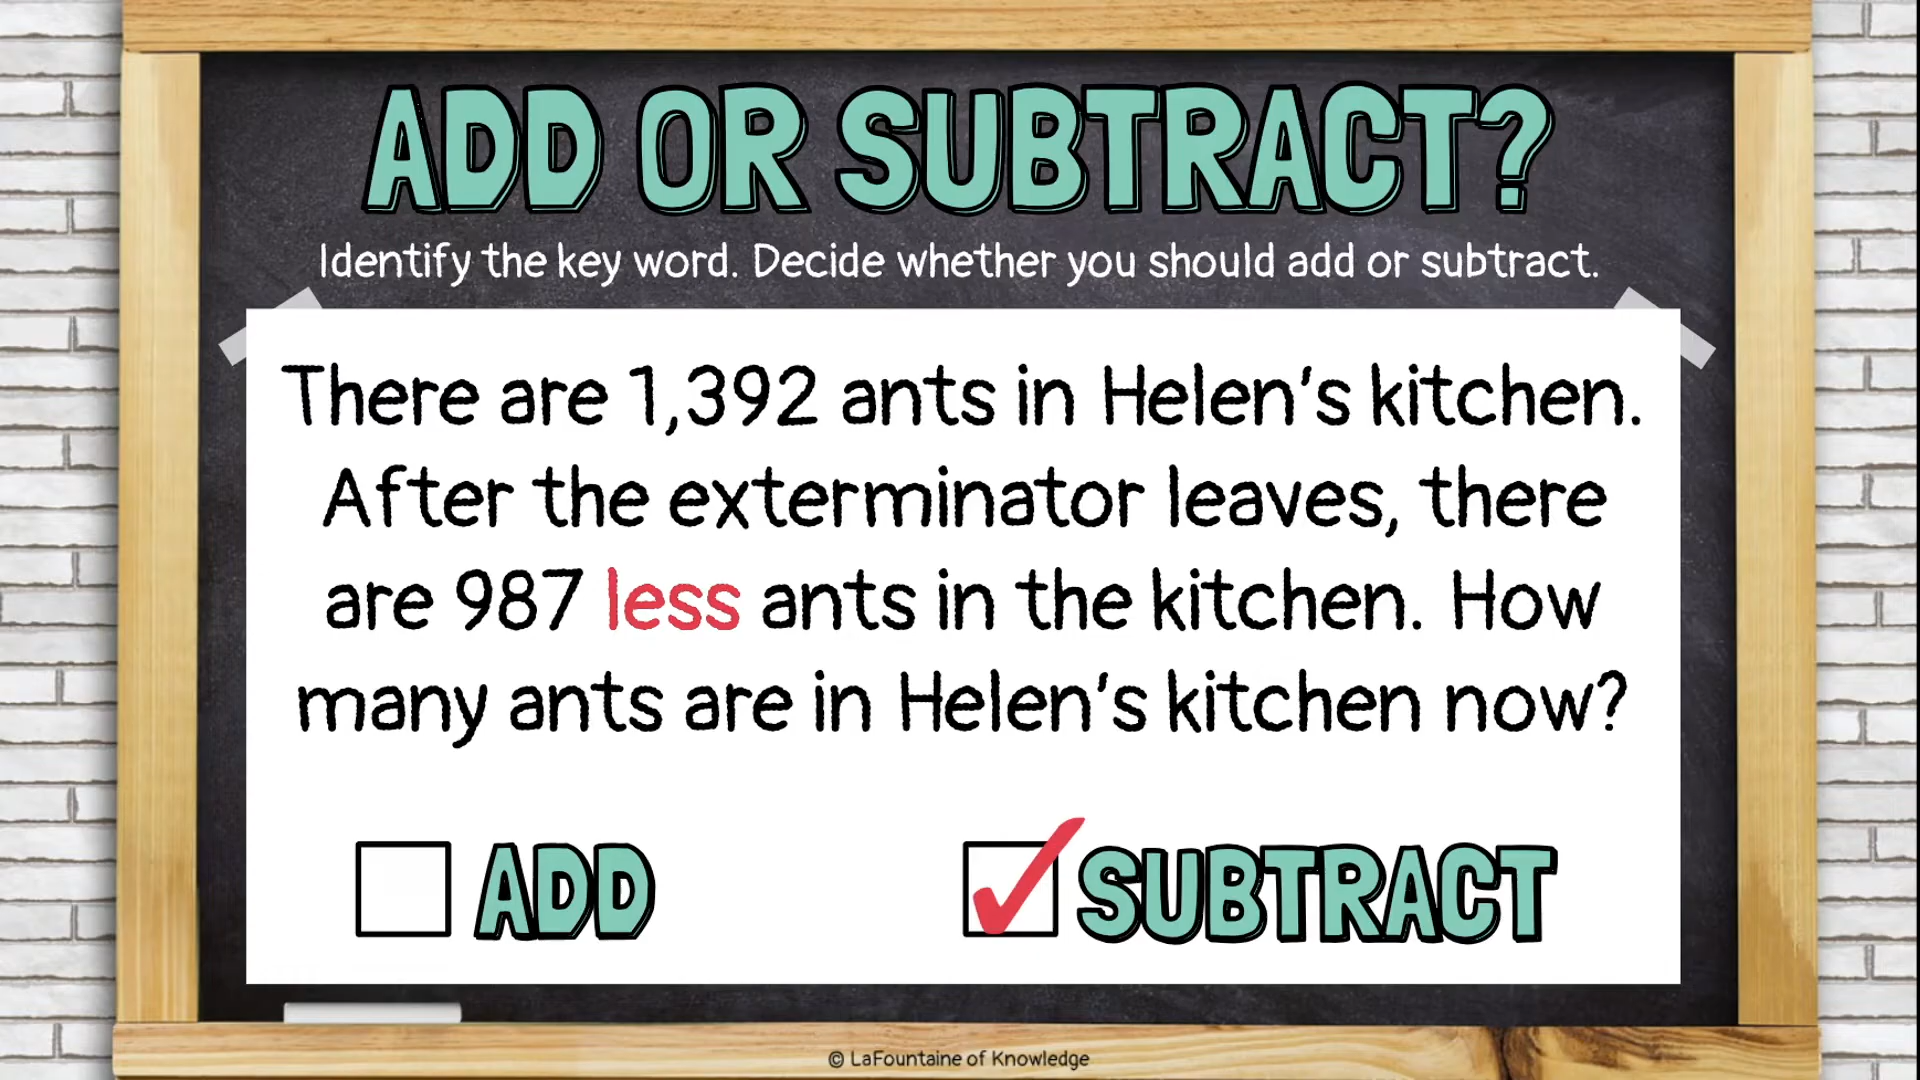 ADD OR SUBTRACT?
Identify the key word. Decide whether you should add or subtract.
There are 1,392 ants in Helen's kitchen.
After the exterminator leaves, there
are 987 less ants in the kitchen. How
many ants are in Helen's kitchen now?
ADD SUBTRACT
© LaFountaine of Knowledge